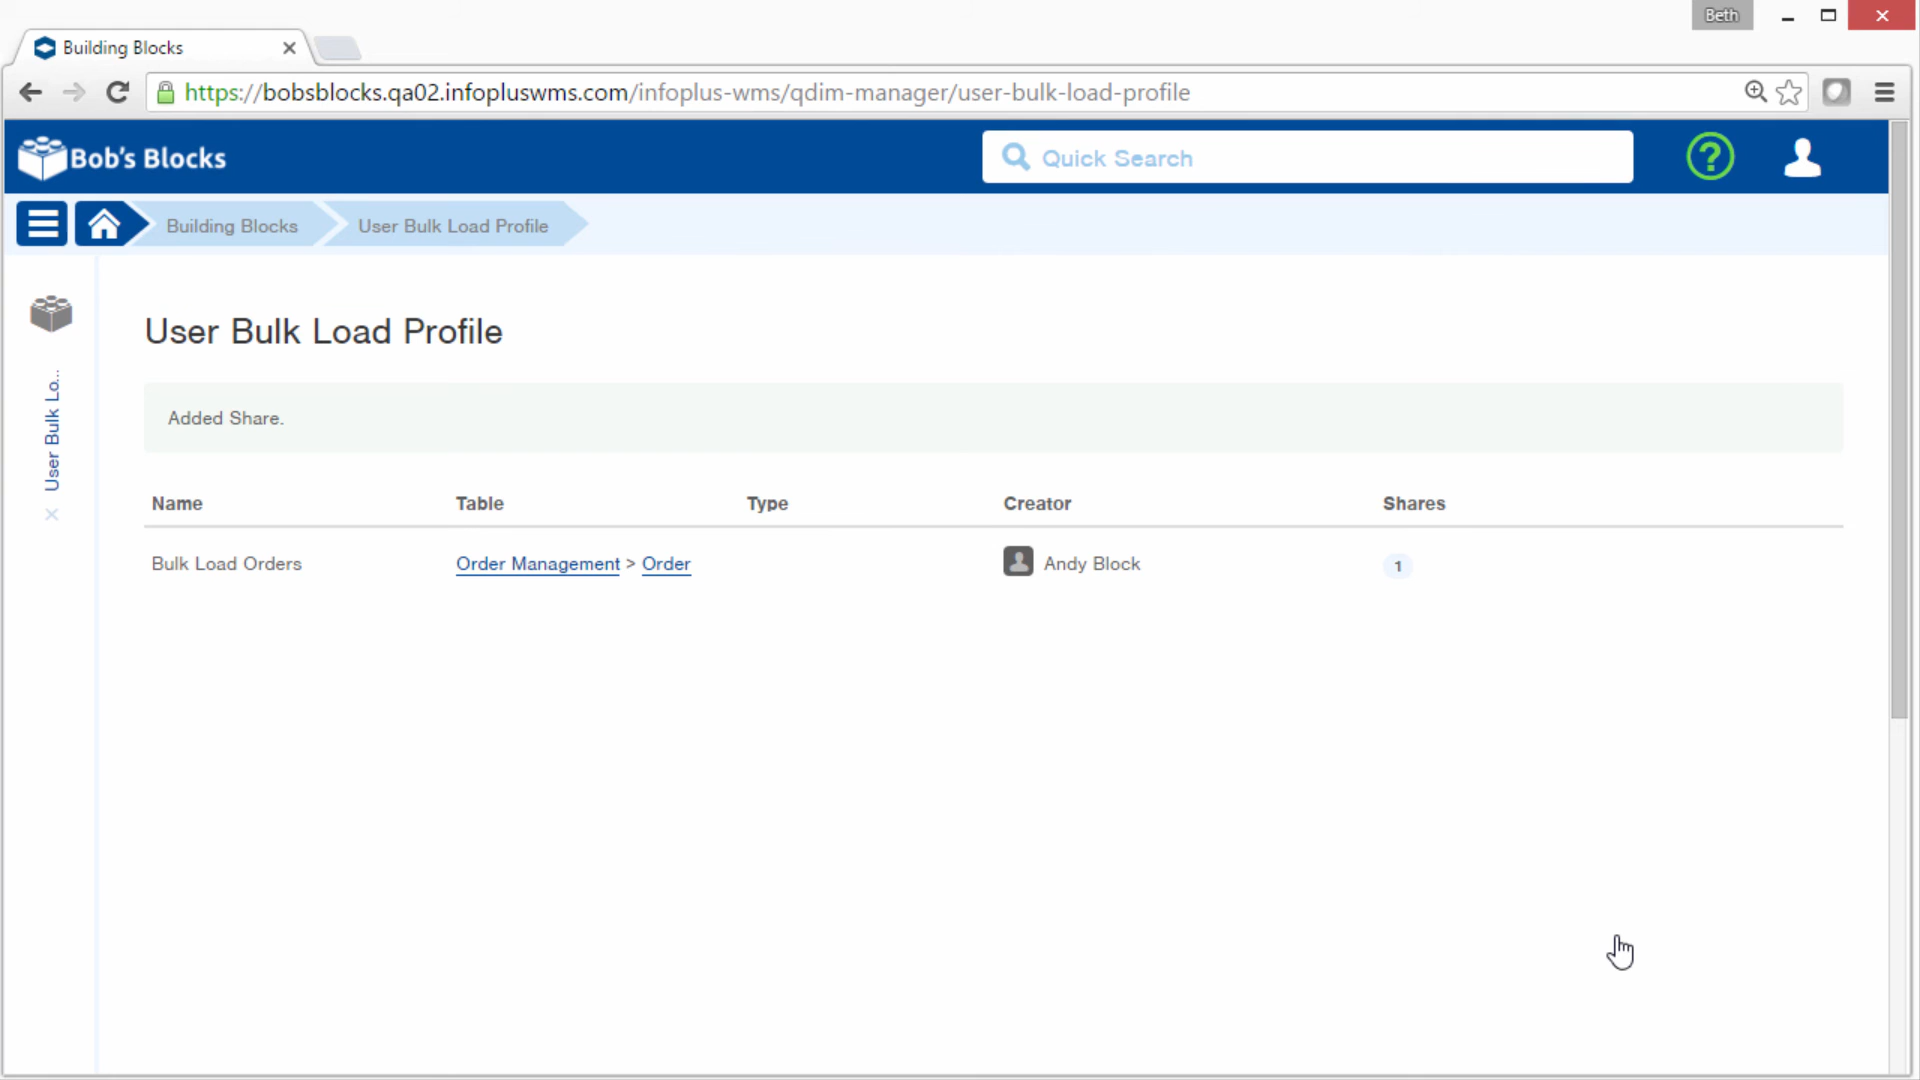 Beth
Building Blocks
https://bobsblocks.qa02.infopluswms.com/infoplus-wms/qdim-manager/user-bulk-load-profile
Bob's Blocks
Quick Search
?
Building Blocks
User Bulk Load Profile
User Bulk Lo...
User Bulk Load Profile
Added Share.
Name Table Type Creator Shares
Bulk Load Orders Order Management > Order Andy Block 1